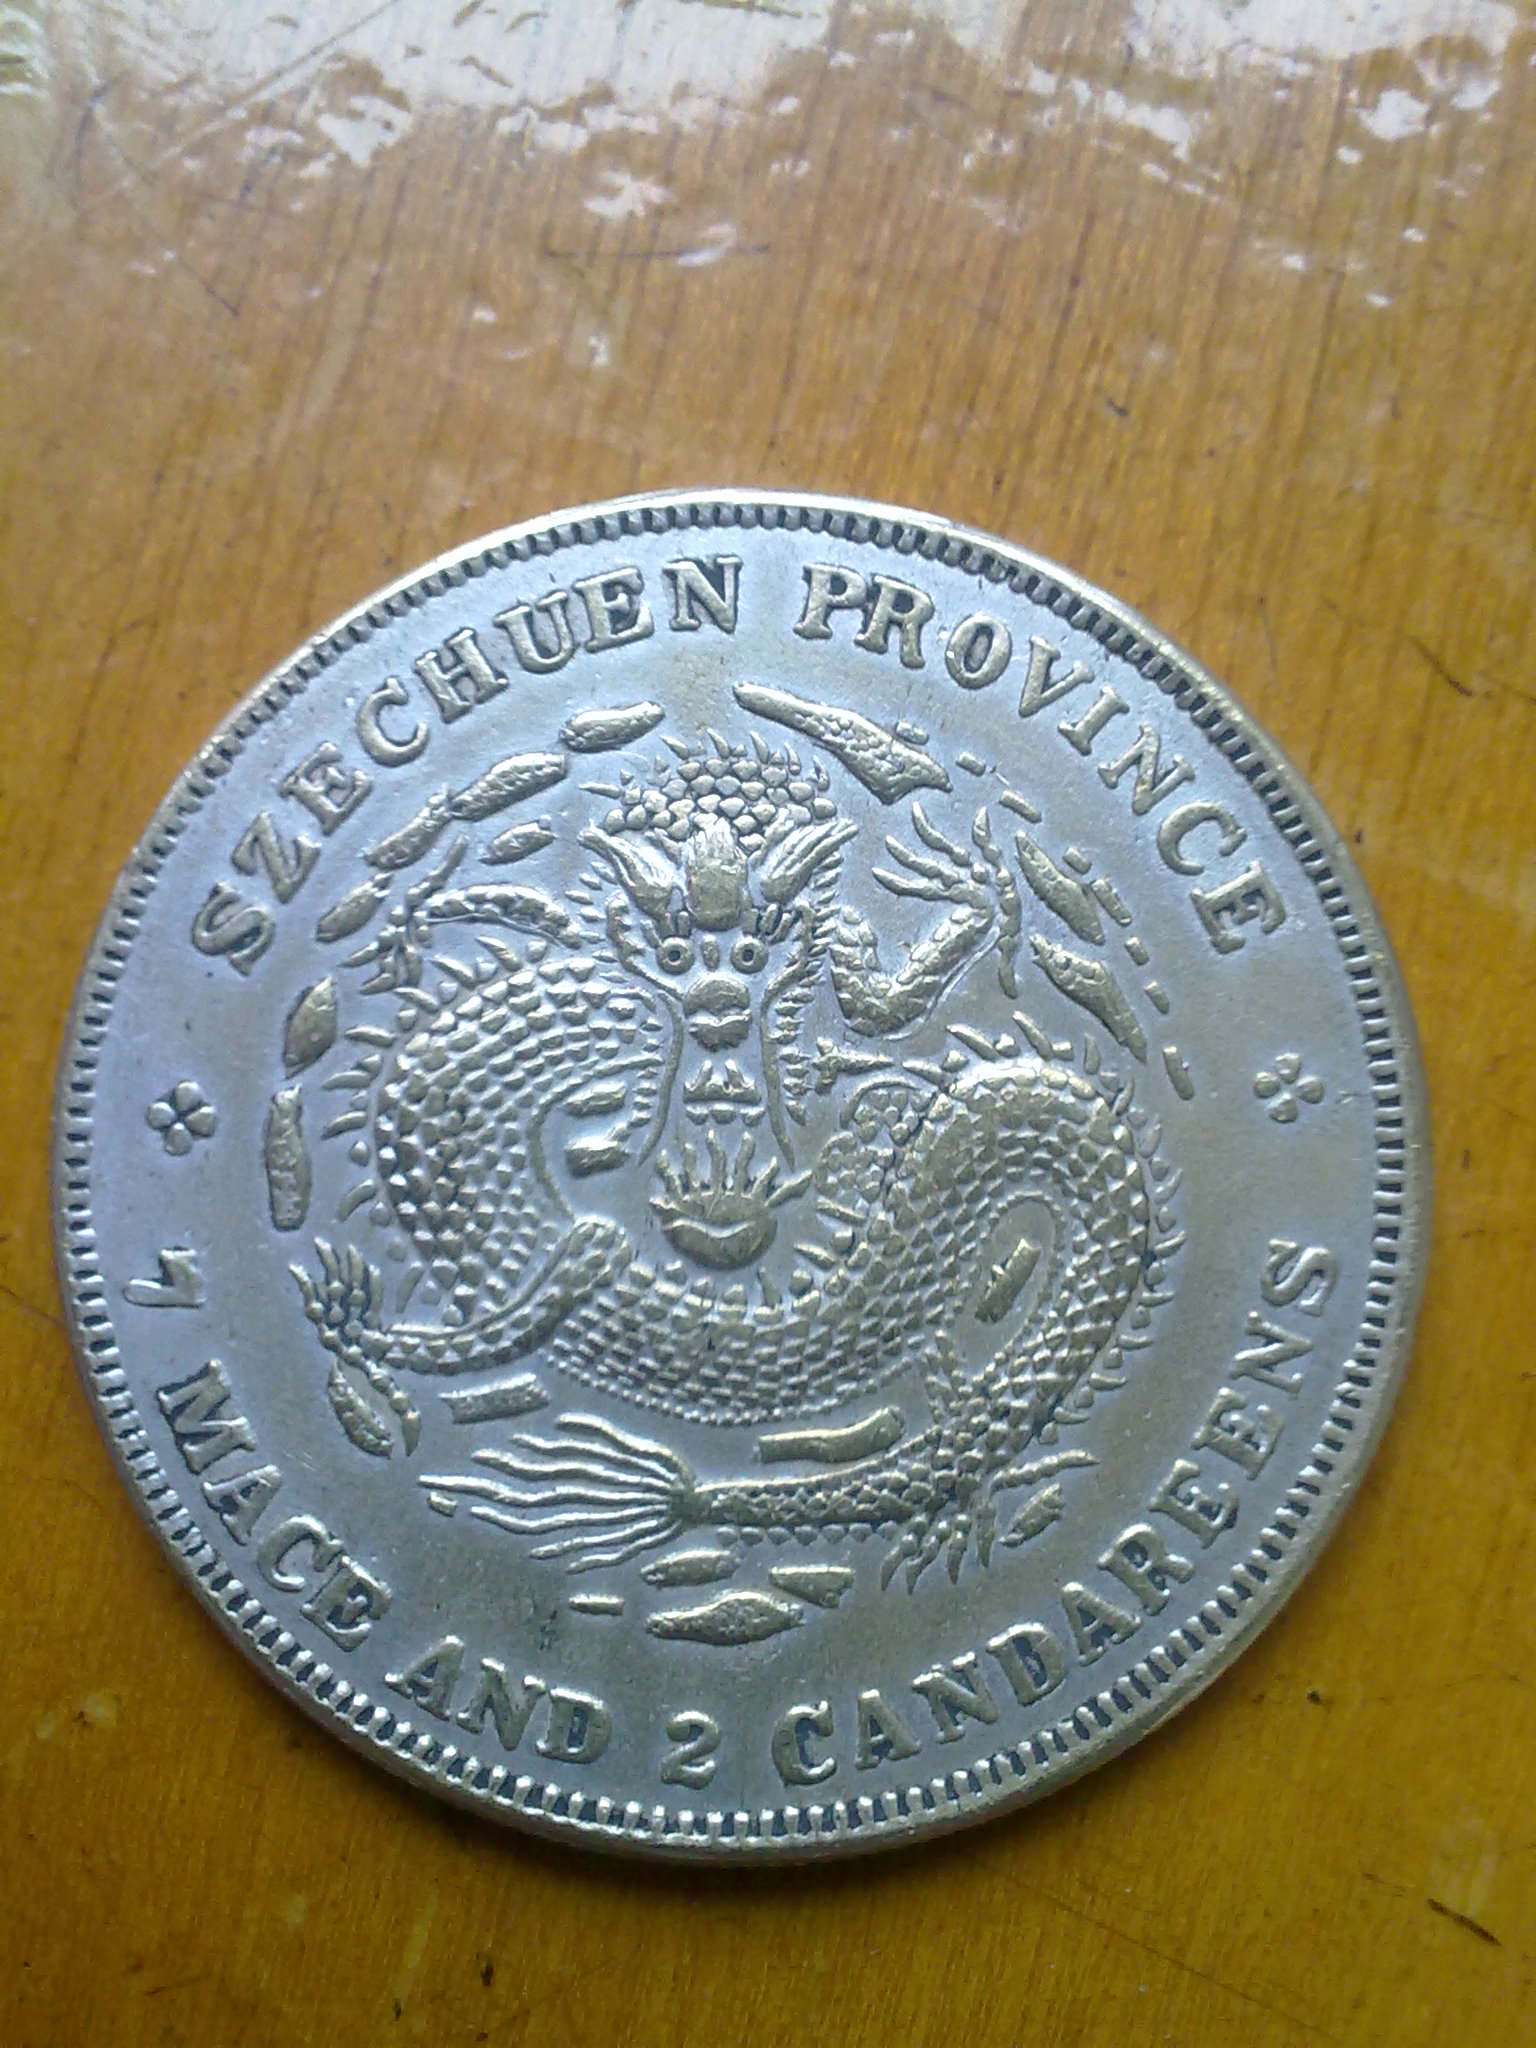 SZECHUEN PROVINCE
7 MACE AND 2 CANDAREENS